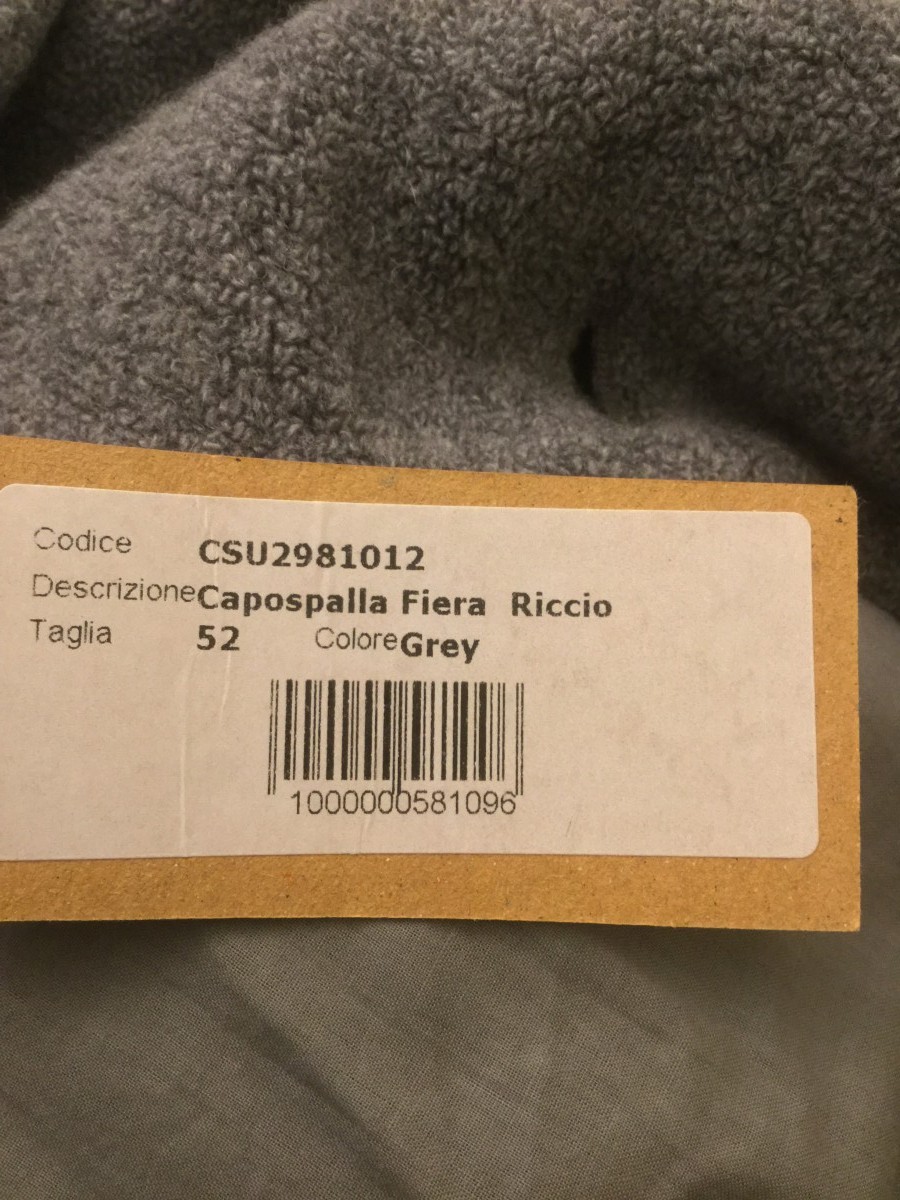 Codice CSU2981012
Descrizione Capospalla Fiera Riccio
Taglia 52 Colore Grey
1000000581096